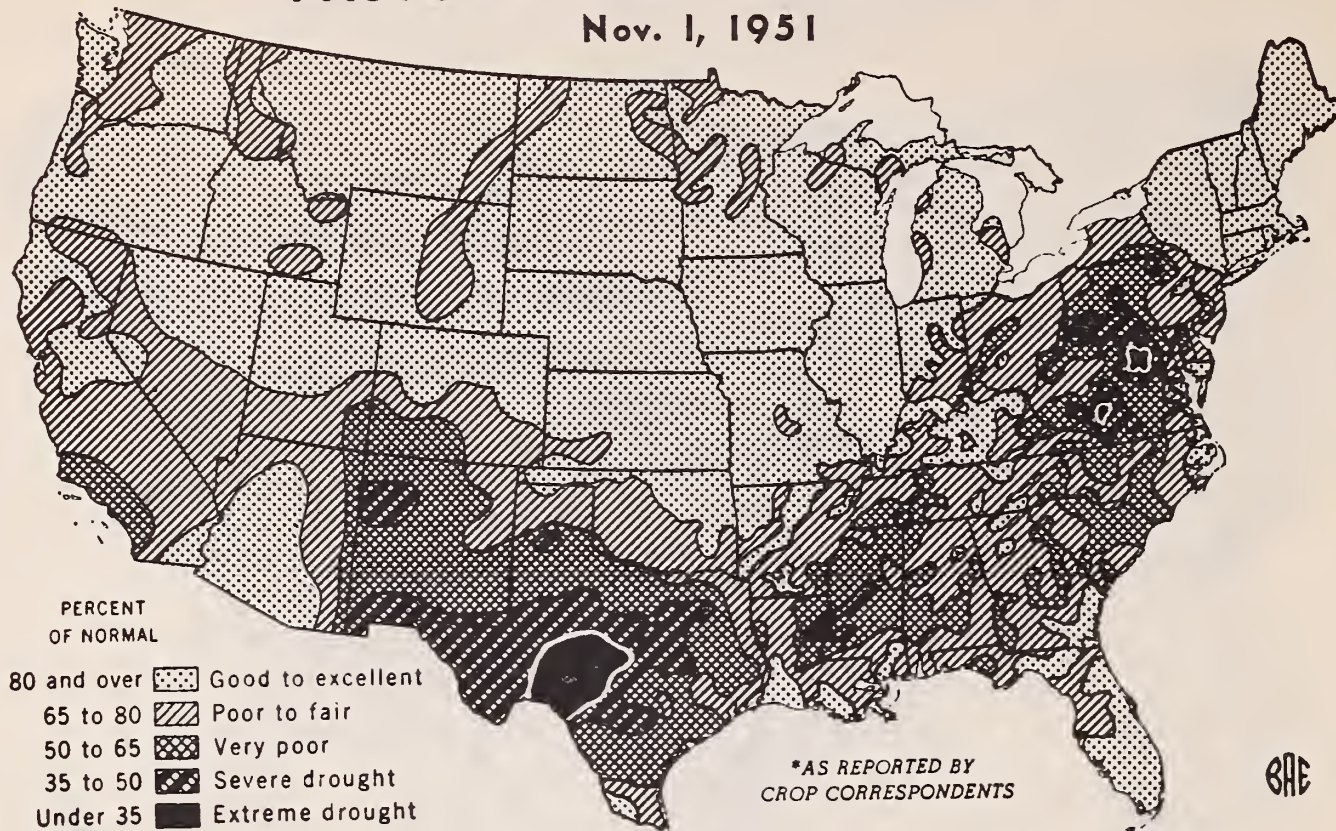 Nov. 1, 1951
PERCENT
OF NORMAL
80 and over Good to excellent
65 to 80 Poor to fair
50 to 65 Very poor
35 to 50 Severe drought
Under 35 Extreme drought
*AS REPORTED BY
CROP CORRESPONDENTS
BAE